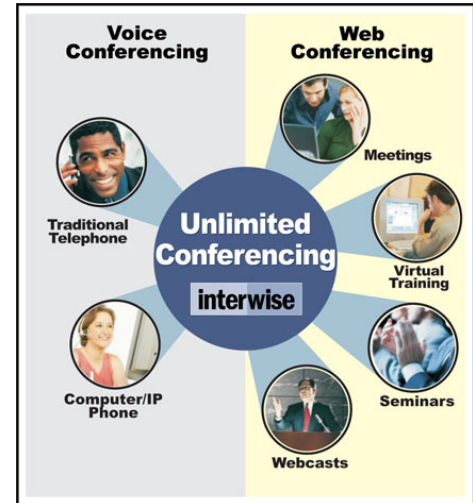 Voice
Conferencing
Web
Conferencing
Traditional
Telephone
Computer/IP
Phone
Unlimited
Conferencing
interwise
Meetings
Virtual
Training
Seminars
Webcasts